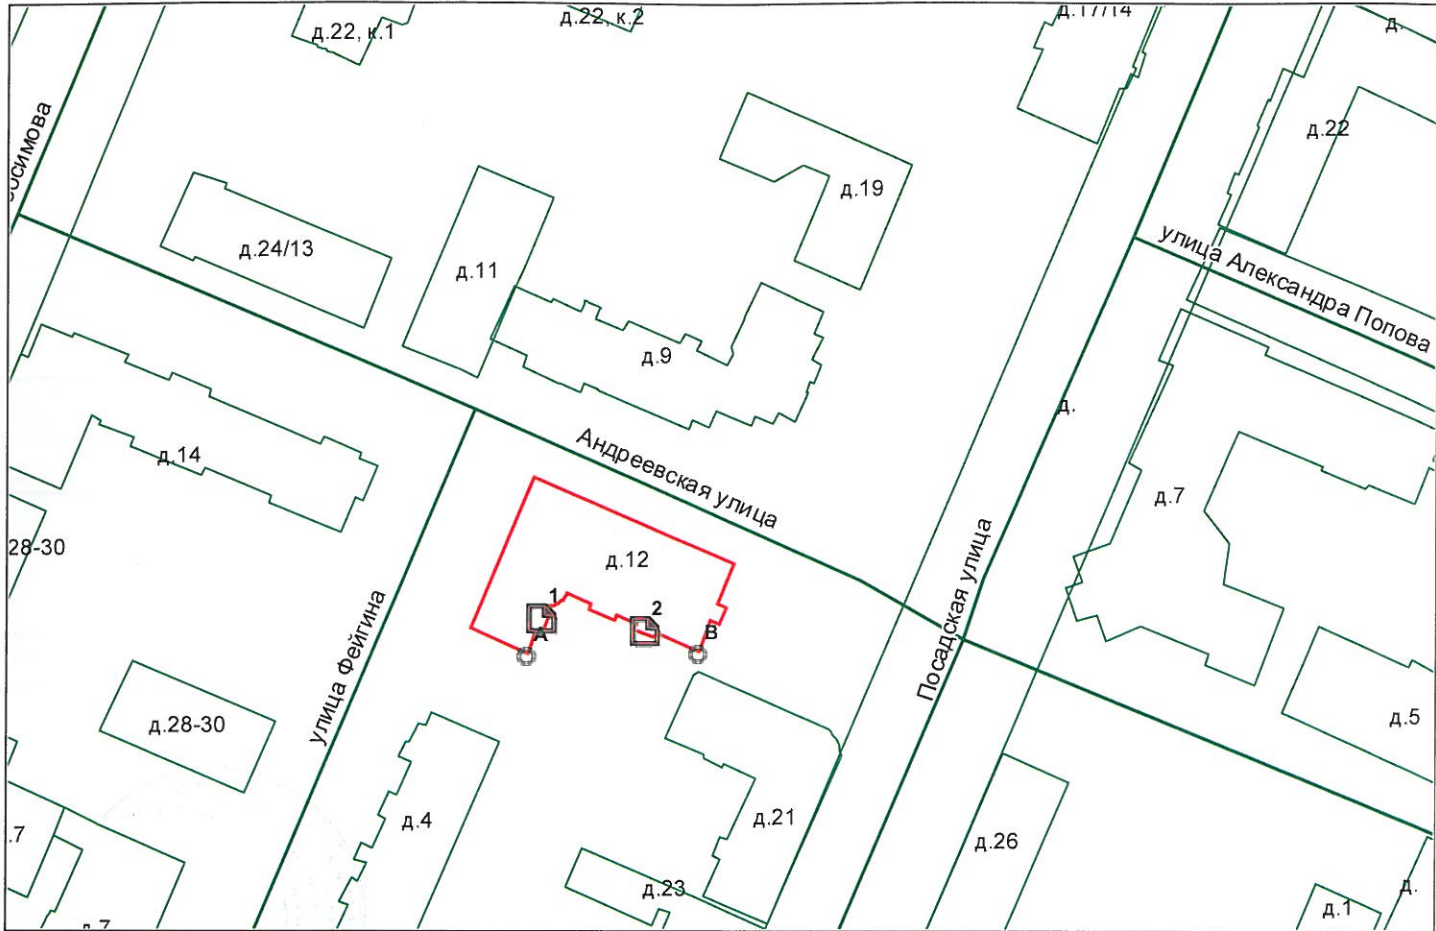 д.22, к.1
д.22, к.2
д.17/14
д.
осимова
д.22
д.19
д.24/13
д.11
улица Александра Попова
д.9
д.
Андреевская улица
д.14
д.7
28-30
д.12
1
2
А
В
Посадская улица
улица Фейгина
д.28-30
д.5
д.4
д.21
.7
д.26
д.23
д.
д.1
д.7